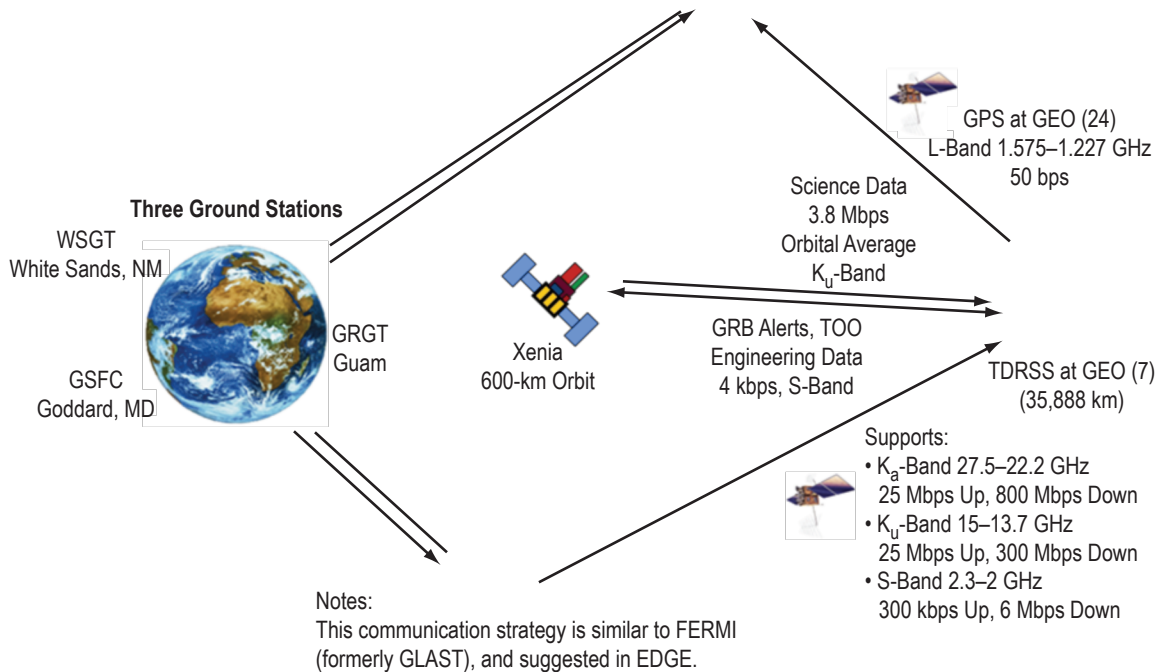 GPS at GEO (24)
L-Band 1.575–1.227 GHz
50 bps
Three Ground Stations
WSGT
White Sands, NM
GRGT
Guam
GSFC
Goddard, MD
Science Data
3.8 Mbps
Orbital Average
Ku-Band
Xenia
600-km Orbit
GRB Alerts, TOO
Engineering Data
4 kbps, S-Band
TDRSS at GEO (7)
(35,888 km)
Supports:
• Ka-Band 27.5–22.2 GHz
25 Mbps Up, 800 Mbps Down
• Ku-Band 15–13.7 GHz
25 Mbps Up, 300 Mbps Down
• S-Band 2.3–2 GHz
300 kbps Up, 6 Mbps Down
Notes:
This communication strategy is similar to FERMI
(formerly GLAST), and suggested in EDGE.